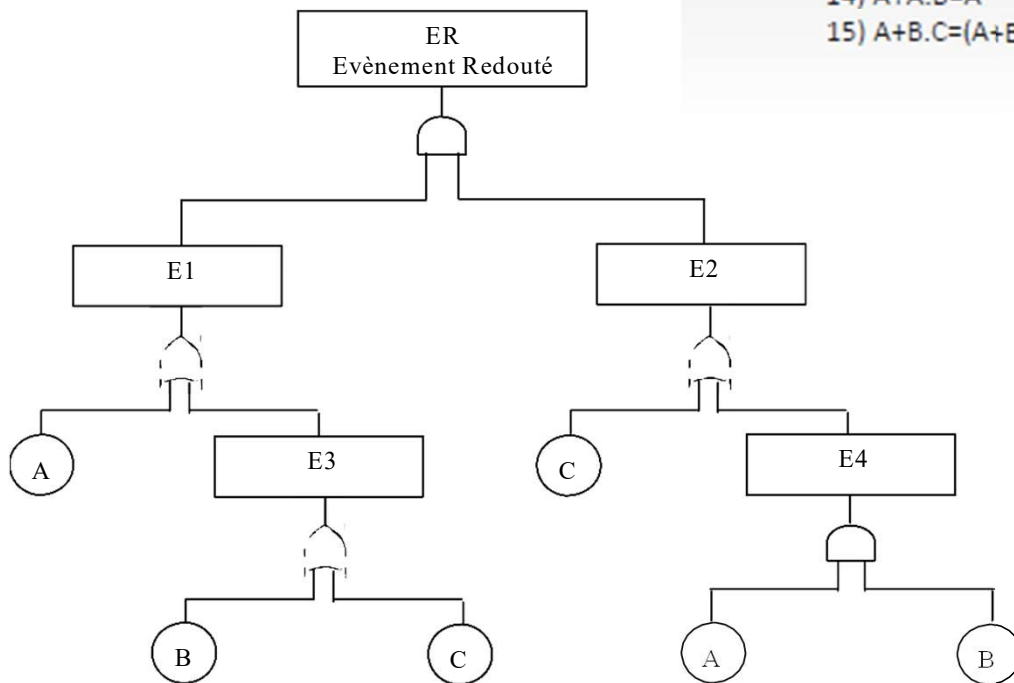 15) A+B.C=(A+B
ER
Evènement Redouté
E1
E2
A
E3
C
E4
B
C
A
B